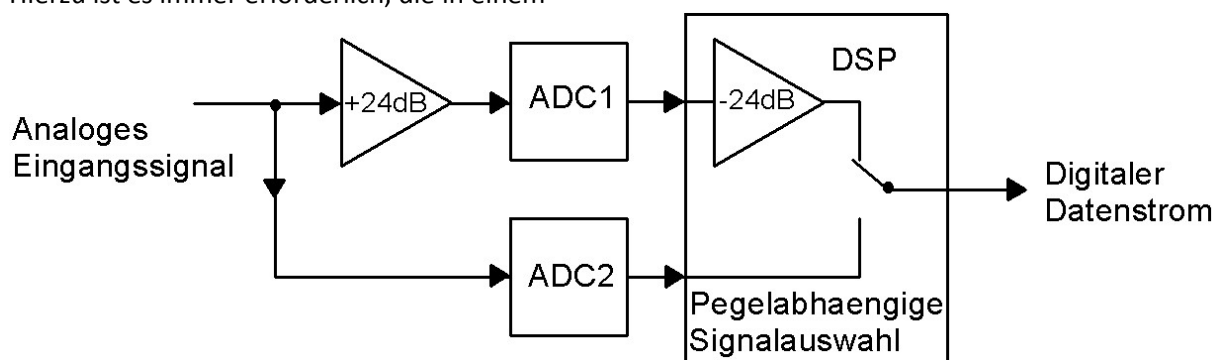 Hierzu ist es immer erforderlich, die in einem
DSP
+24dB
ADC1
-24dB
Analoges
Eingangssignal
Digitaler
Datenstrom
ADC2
Pegelabhaengige
Signalauswahl